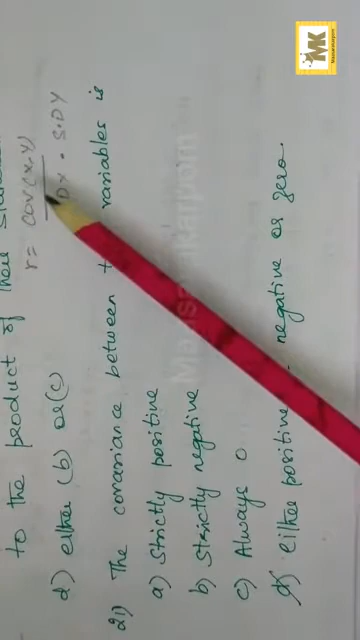 to the product of their
r = COV(X,Y)
Dx . S.Dy
d) either (b) or (c)
21) The covariance between variables is
a) Strictly positive
b) Strictly negative
c) Always 0
d) either positive negative or zero.
MK